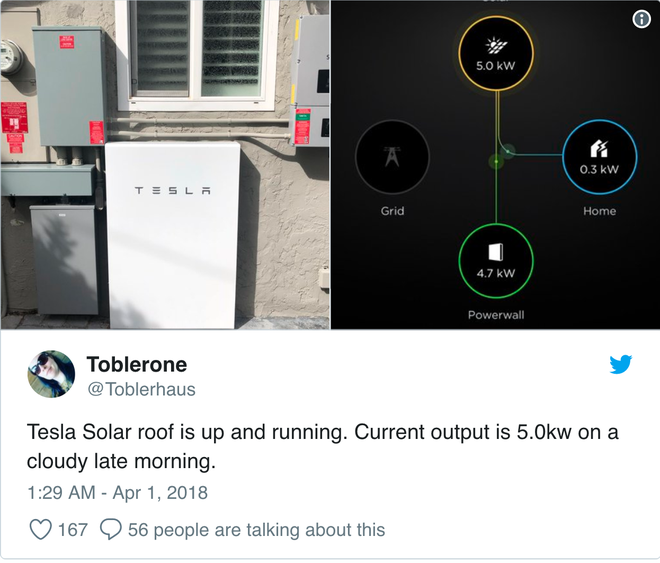 TESLA
Solar
5.0 kW
Grid
0.3 kW
Home
4.7 kW
Powerwall
Toblerone
@Toblerhaus
Tesla Solar roof is up and running. Current output is 5.0kw on a
cloudy late morning.
1:29 AM - Apr 1, 2018
167 56 people are talking about this